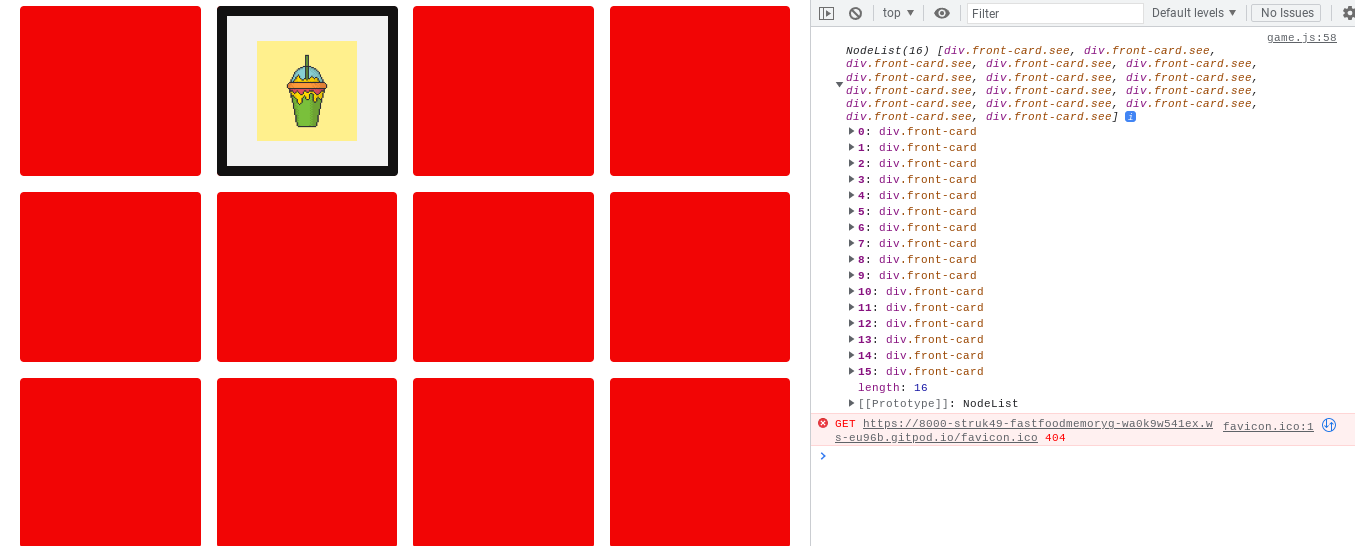 top
Filter
Default levels
No Issues
game.js:58
NodeList(16) [div.front-card.see, div.front-card.see,
div.front-card.see, div.front-card.see, div.front-card.see,
div.front-card.see, div.front-card.see, div.front-card.see,
div.front-card.see, div.front-card.see, div.front-card.see,
div.front-card.see, div.front-card.see, div.front-card.see,
div.front-card.see, div.front-card.see] i
0: div.front-card
1: div.front-card
2: div.front-card
3: div.front-card
4: div.front-card
5: div.front-card
6: div.front-card
7: div.front-card
8: div.front-card
9: div.front-card
10: div.front-card
11: div.front-card
12: div.front-card
13: div.front-card
14: div.front-card
15: div.front-card
length: 16
[[Prototype]]: NodeList
GET https://8000-struk49-fastfoodmemoryg-wa0k9w541ex.w
favicon.ico:1
s-eu96b.gitpod.io/favicon.ico 404